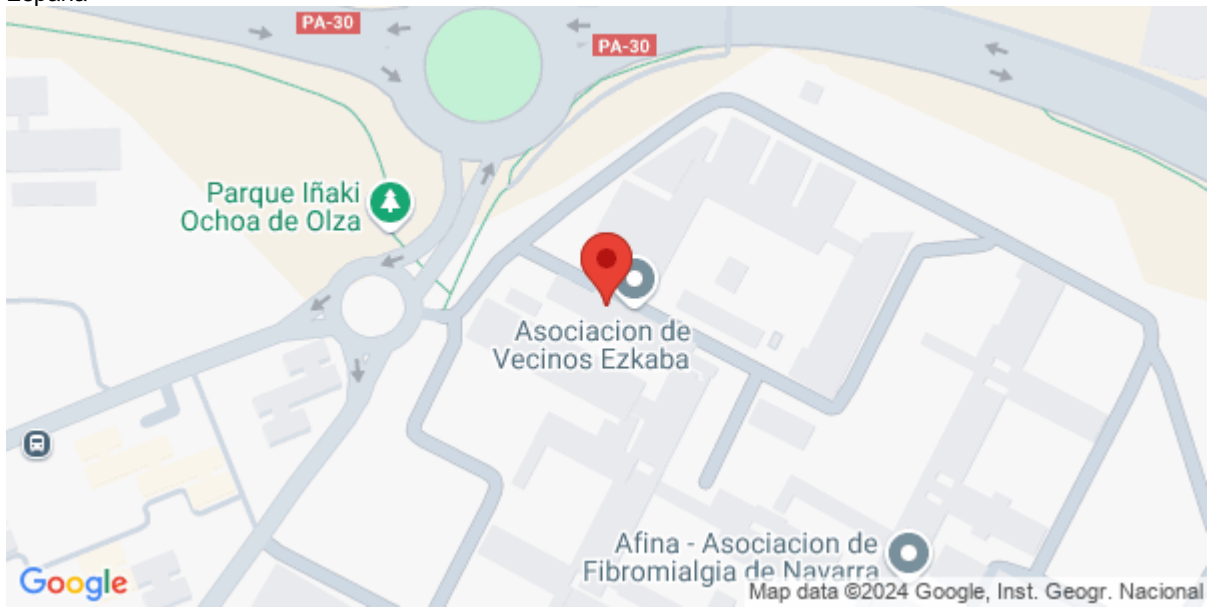 España
PA-30
PA-30
Parque Iñaki
Ochoa de Olza
Asociacion de
Vecinos Ezkaba
Afina - Asociacion de
Fibromialgia de Navarra
Google
Map data ©2024 Google, Inst. Geogr. Nacional